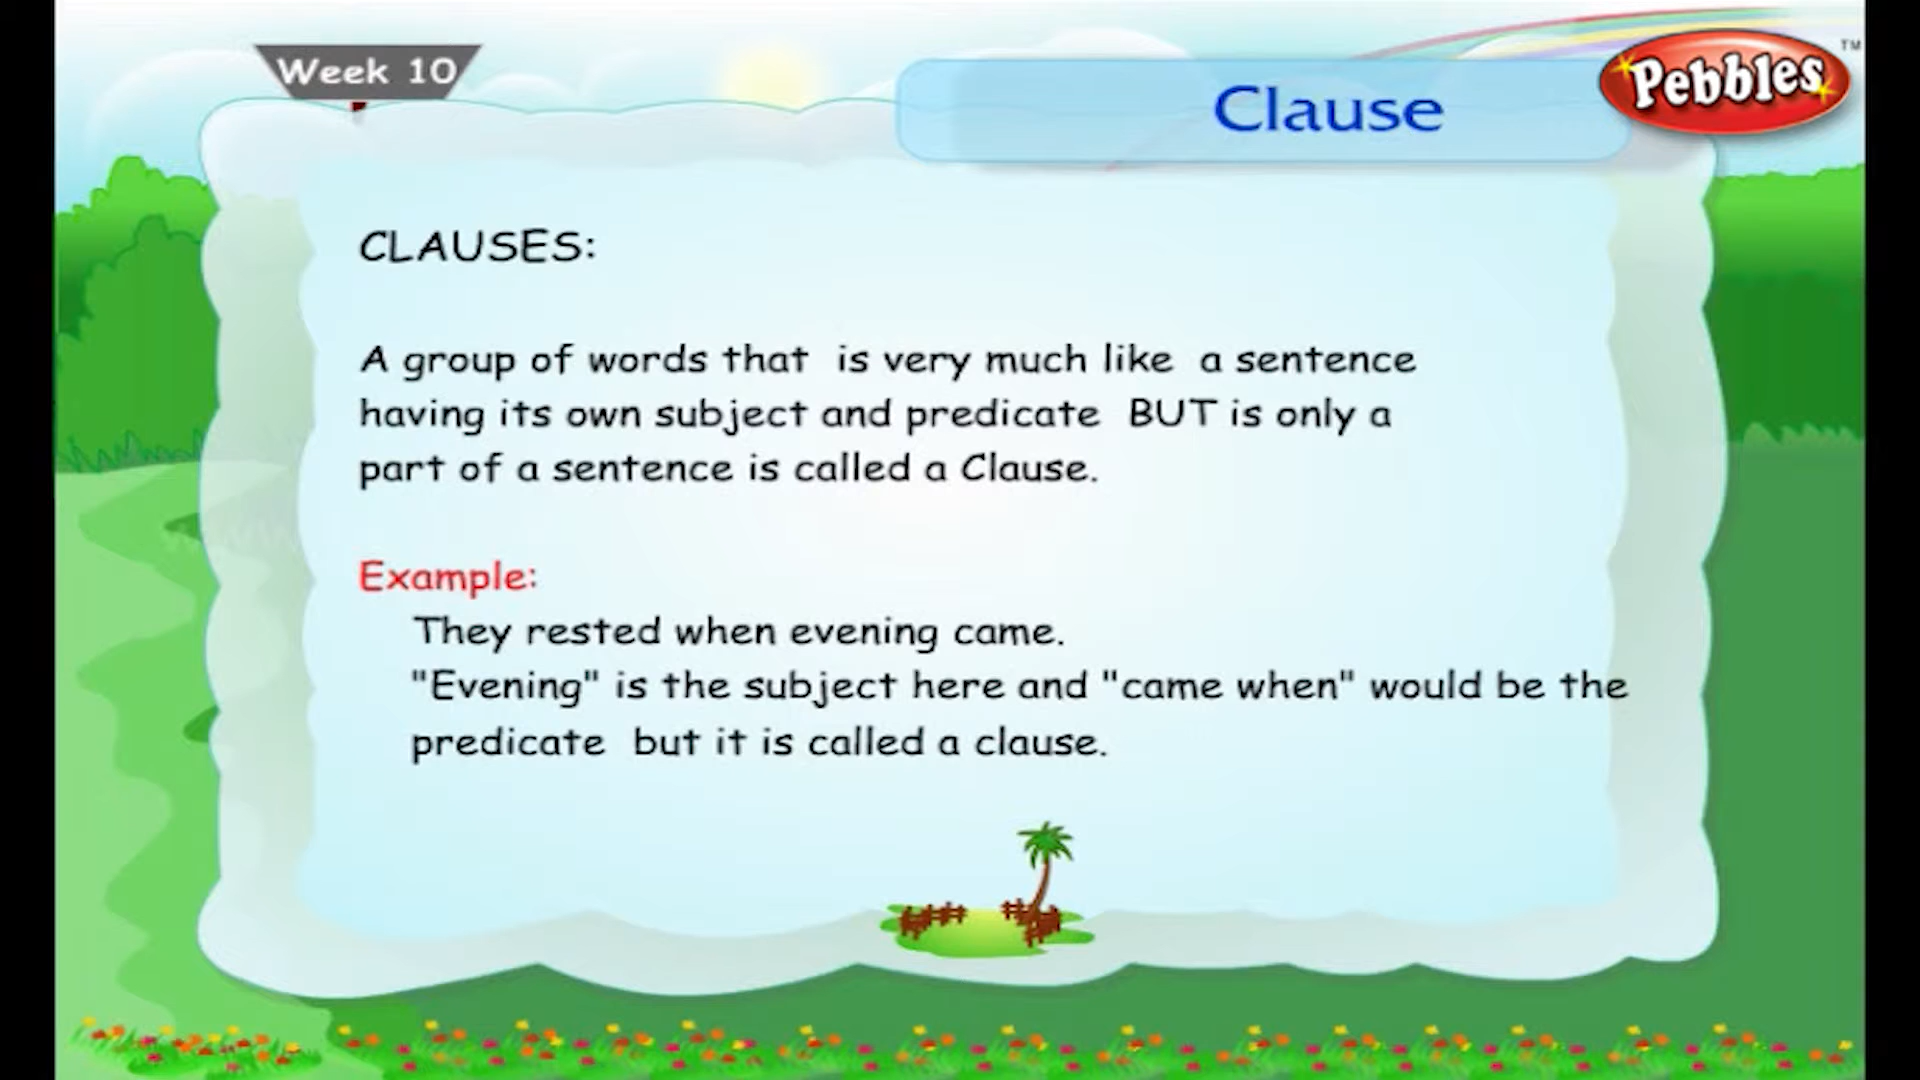 Week 10
Clause
Pebbles TM
CLAUSES:
A group of words that is very much like a sentence
having its own subject and predicate BUT is only a
part of a sentence is called a Clause.
Example:
They rested when evening came.
"Evening" is the subject here and "came when" would be the
predicate but it is called a clause.